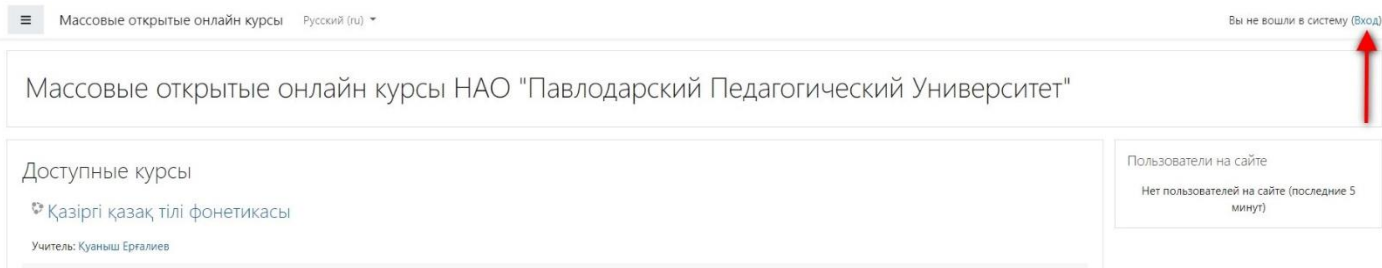 Массовые открытые онлайн курсы Русский (ru)
Вы не вошли в систему (Вход)
Массовые открытые онлайн курсы НАО "Павлодарский Педагогический Университет"
Доступные курсы
Қазіргі қазақ тілі фонетикасы
Учитель: Куаныш Ерғалиев
Пользователи на сайте
Нет пользователей на сайте (последние 5
минут)